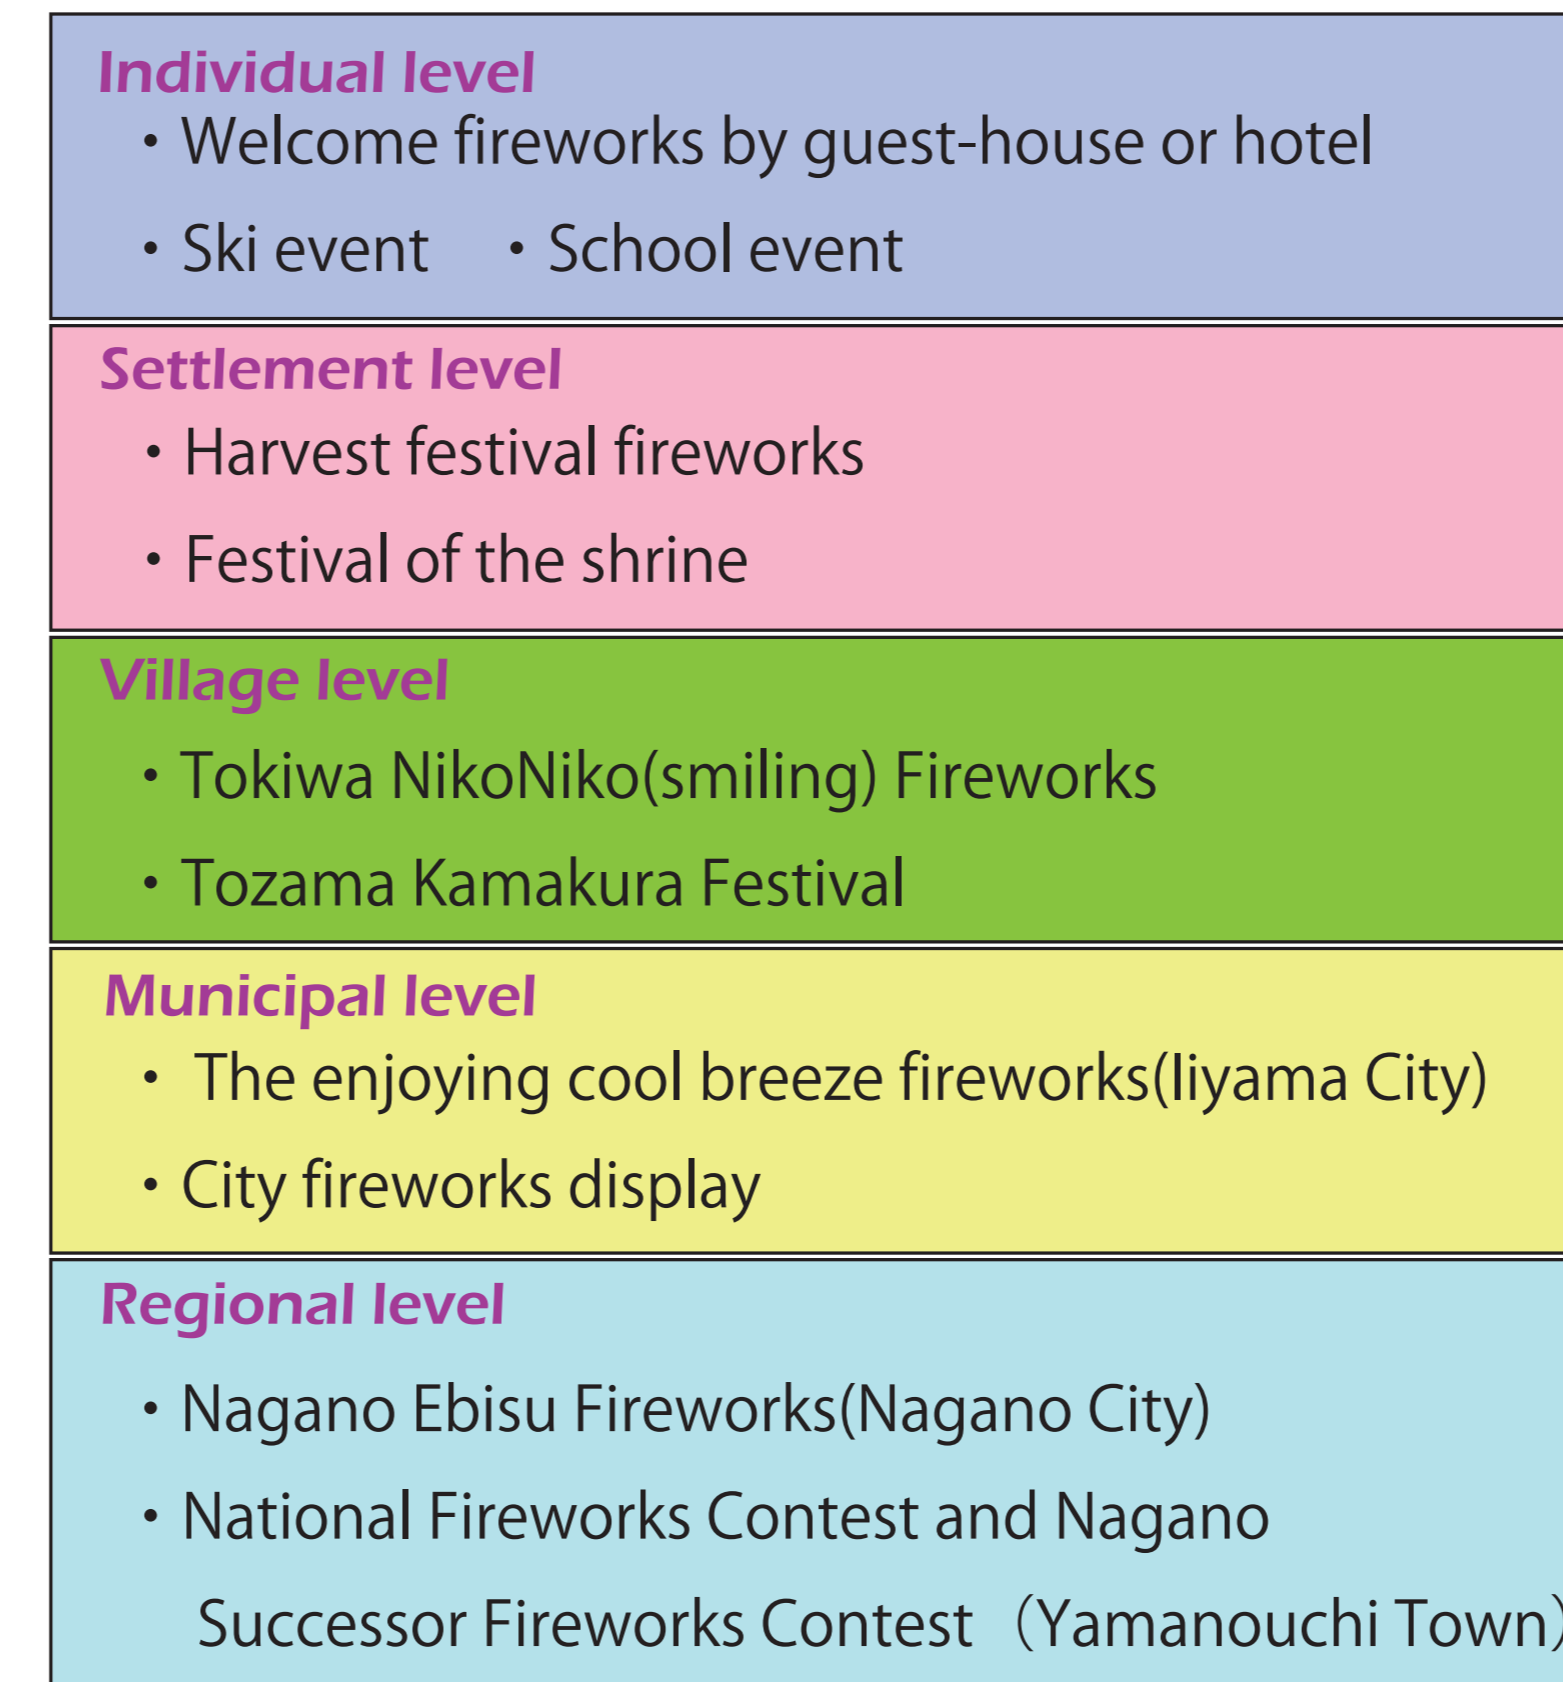 Individual level
・Welcome fireworks by guest-house or hotel
・Ski event ・School event
Settlement level
・Harvest festival fireworks
・Festival of the shrine
Village level
・Tokiwa NikoNiko(smiling) Fireworks
・Tozama Kamakura Festival
Municipal level
・ The enjoying cool breeze fireworks(Iiyama City)
・City fireworks display
Regional level
・Nagano Ebisu Fireworks(Nagano City)
・National Fireworks Contest and Nagano
Successor Fireworks Contest（Yamanouchi Town）